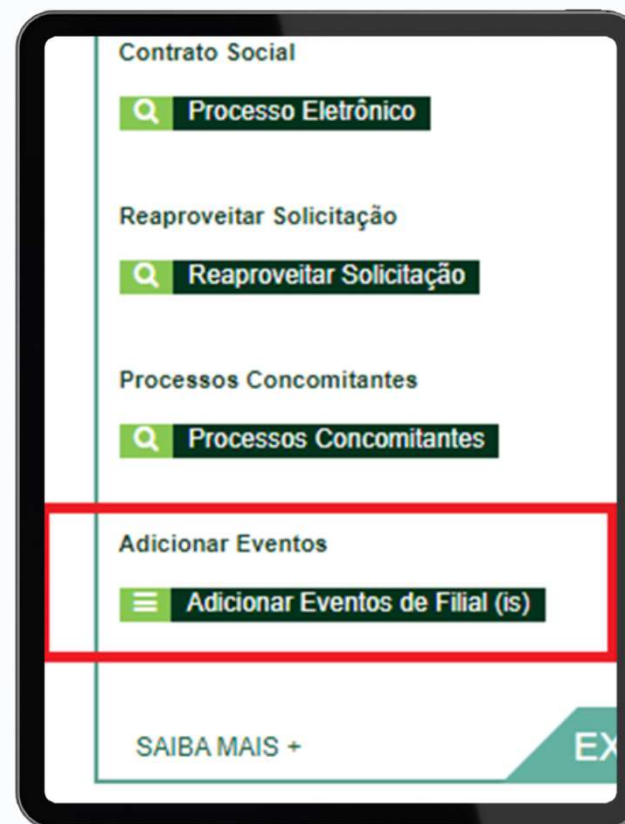 Contrato Social
Processo Eletrônico
Reaproveitar Solicitação
Reaproveitar Solicitação
Processos Concomitantes
Processos Concomitantes
Adicionar Eventos
Adicionar Eventos de Filial (is)
SAIBA MAIS + EX